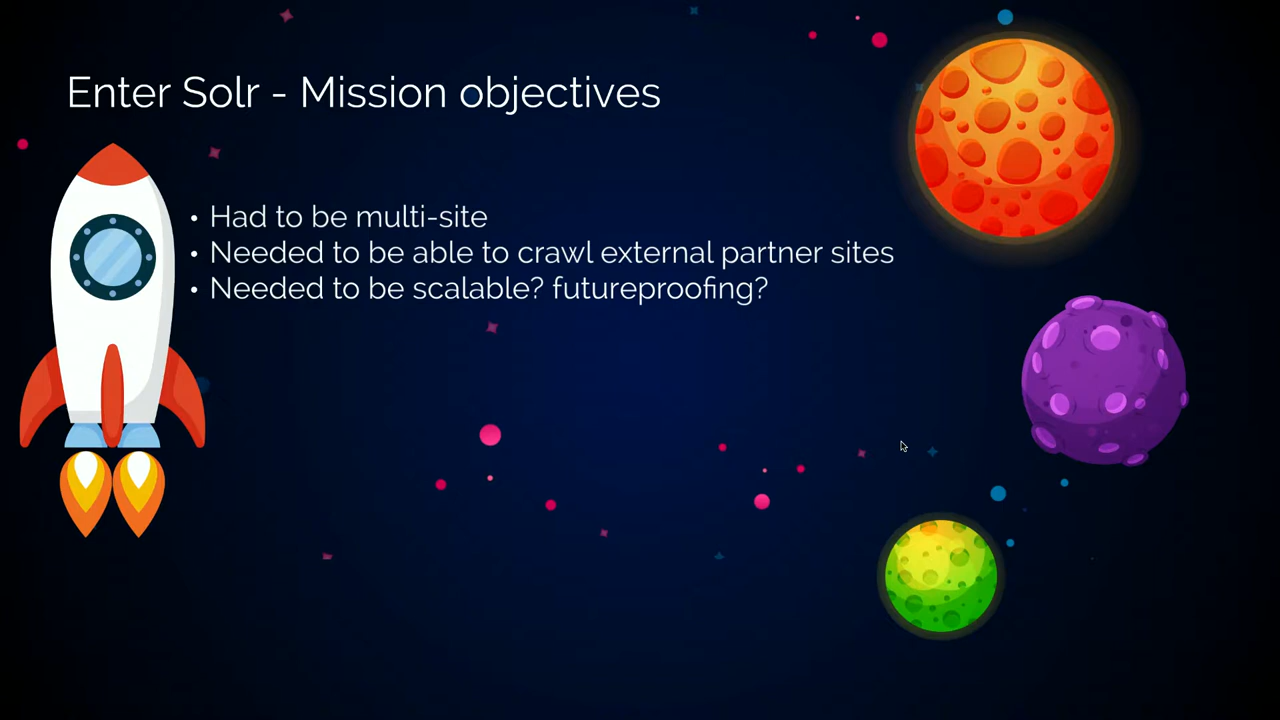 Enter Solr - Mission objectives
• Had to be multi-site
• Needed to be able to crawl external partner sites
• Needed to be scalable? futureproofing?